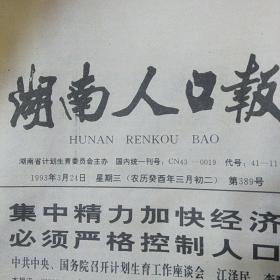 湖南人口報
HUNAN RENKOU BAO
湖南省计划生育委员会主办 国内统一刊号：CN43—0019 代号：41—11
1993年3月24日 星期三（农历癸酉年三月初二） 第389号
集中精力加快经济
必须严格控制人口
中共中央、国务院召开计划生育工作座谈会 江泽民